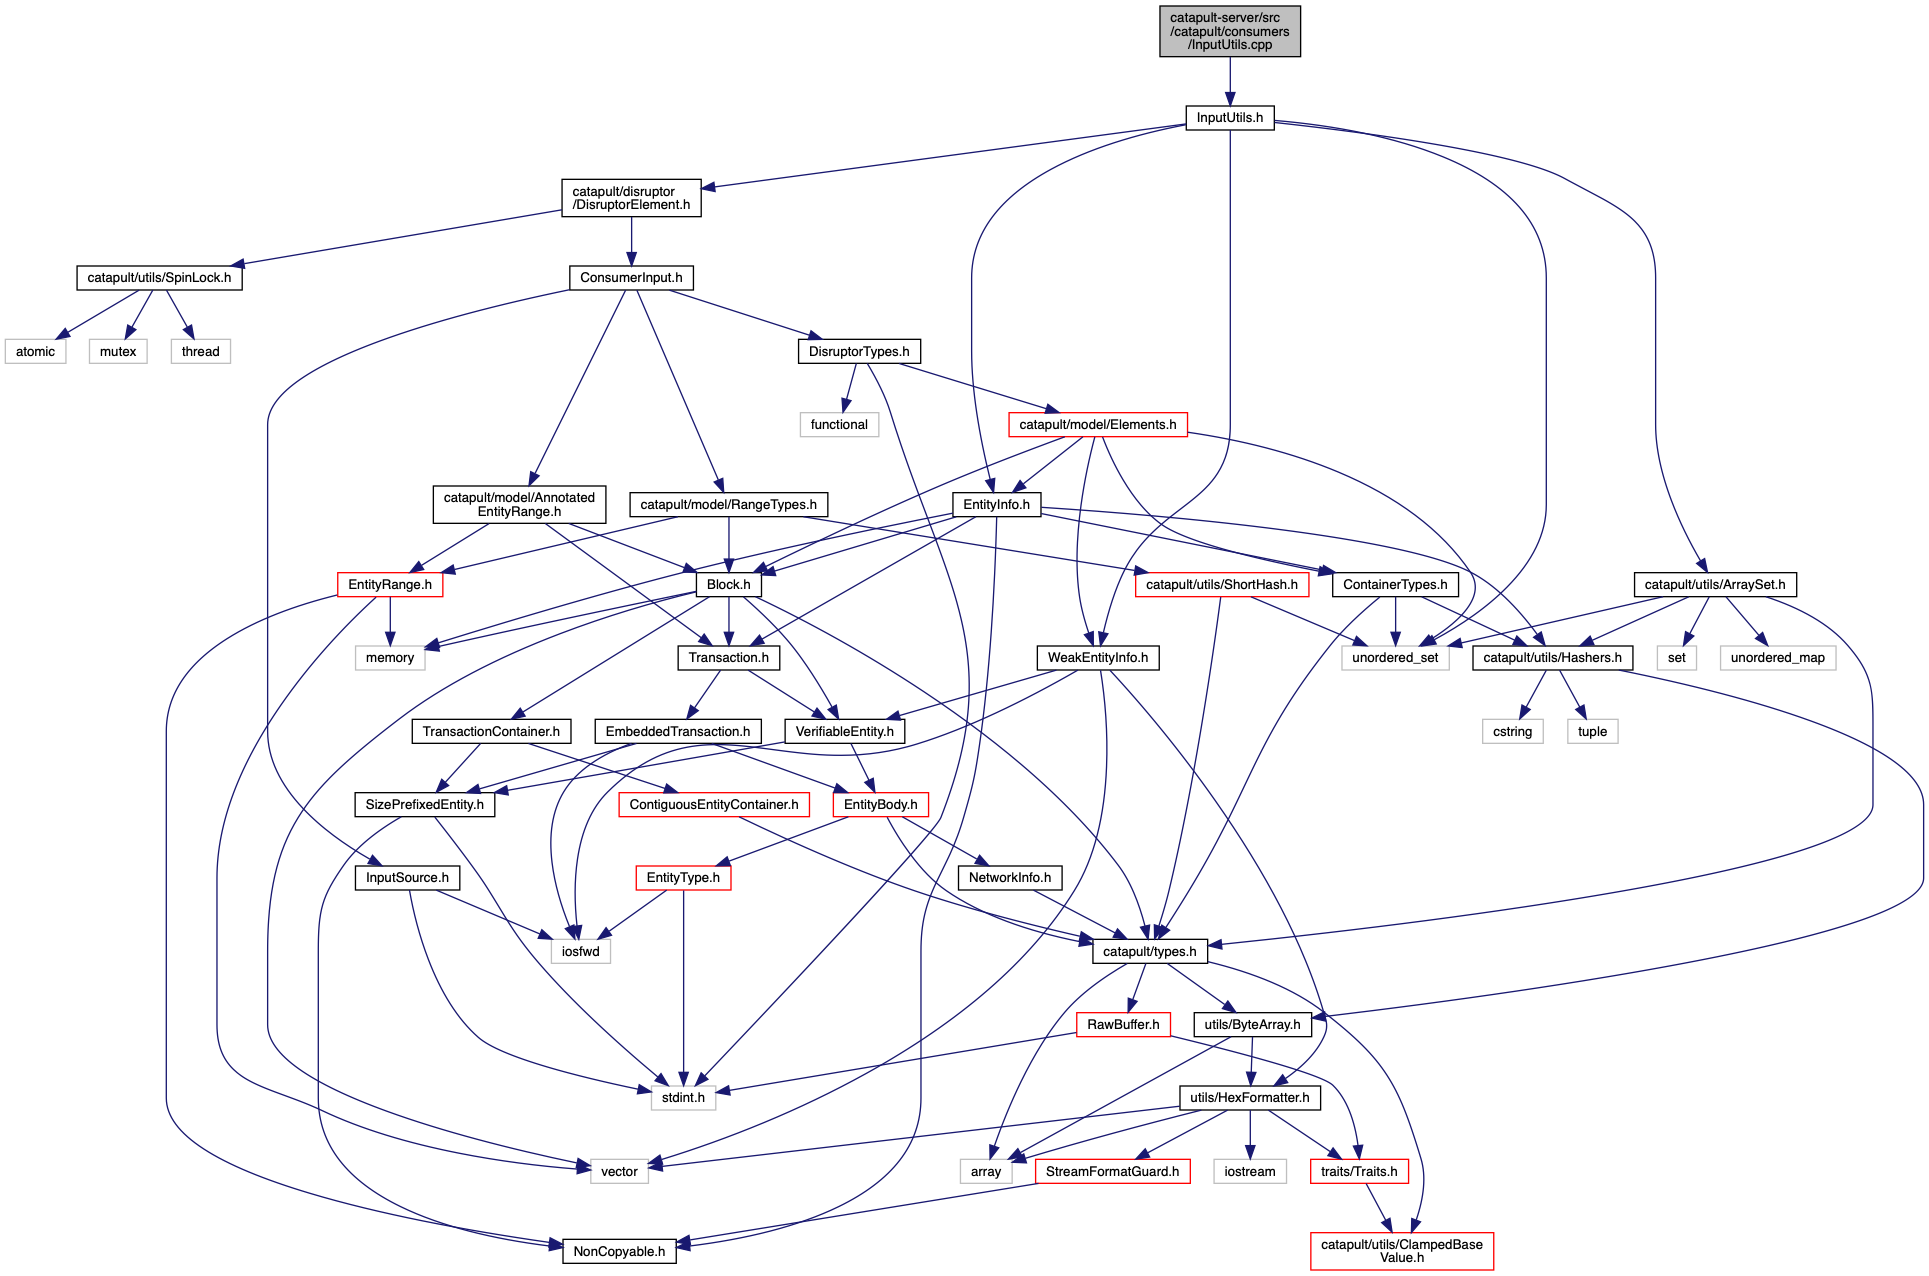 catapult-server/src
/catapult/consumers
/InputUtils.cpp
InputUtils.h
catapult/disruptor
/DisruptorElement.h
catapult/utils/SpinLock.h
ConsumerInput.h
atomic
mutex
thread
DisruptorTypes.h
functional
catapult/model/Elements.h
catapult/model/Annotated
EntityRange.h
catapult/model/RangeTypes.h
EntityInfo.h
EntityRange.h
Block.h
catapult/utils/ShortHash.h
ContainerTypes.h
catapult/utils/ArraySet.h
memory
Transaction.h
WeakEntityInfo.h
unordered_set
catapult/utils/Hashers.h
set
unordered_map
TransactionContainer.h
EmbeddedTransaction.h
VerifiableEntity.h
cstring
tuple
SizePrefixedEntity.h
ContiguousEntityContainer.h
EntityBody.h
InputSource.h
EntityType.h
NetworkInfo.h
iosfwd
catapult/types.h
RawBuffer.h
utils/ByteArray.h
stdint.h
utils/HexFormatter.h
vector
array
StreamFormatGuard.h
iostream
traits/Traits.h
NonCopyable.h
catapult/utils/ClampedBase
Value.h